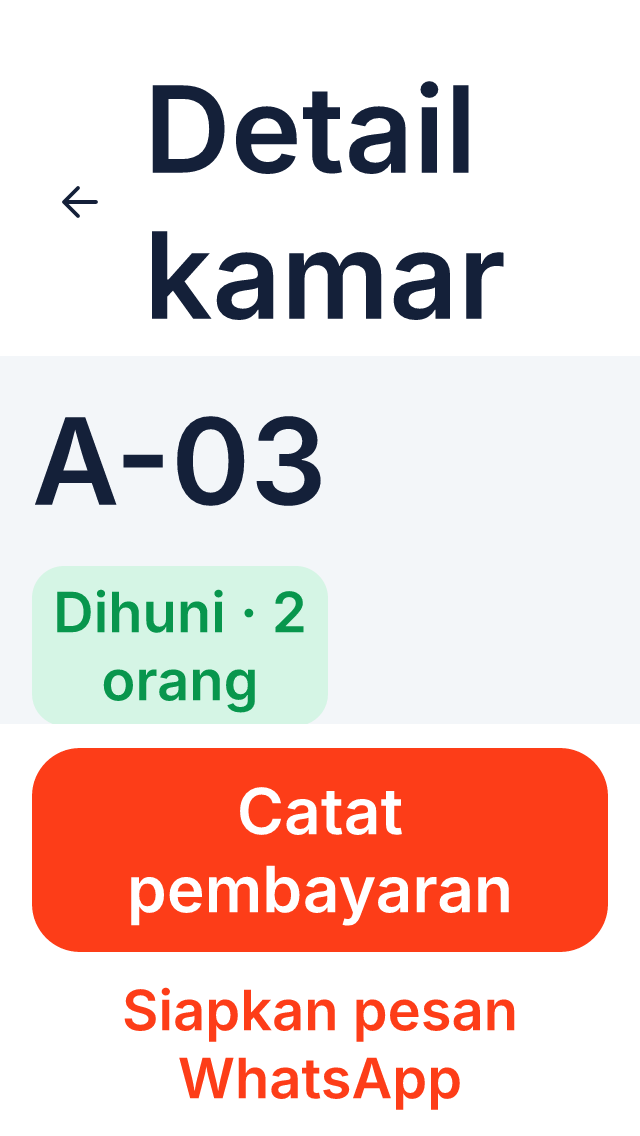 Detail
kamar
A-03
Dihuni · 2
orang
Catat
pembayaran
Siapkan pesan
WhatsApp